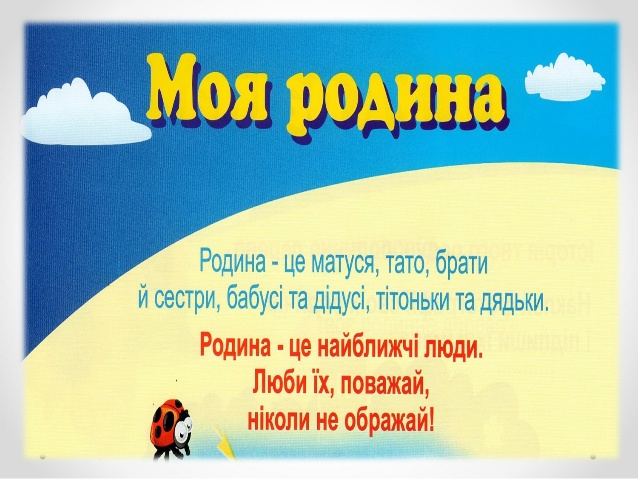 Моя родина
Родина - це матуся, тато, брати
й сестри, бабусі та дідусі, тітоньки та дядьки.
Родина - це найближчі люди.
Люби їх, поважай,
ніколи не ображай!